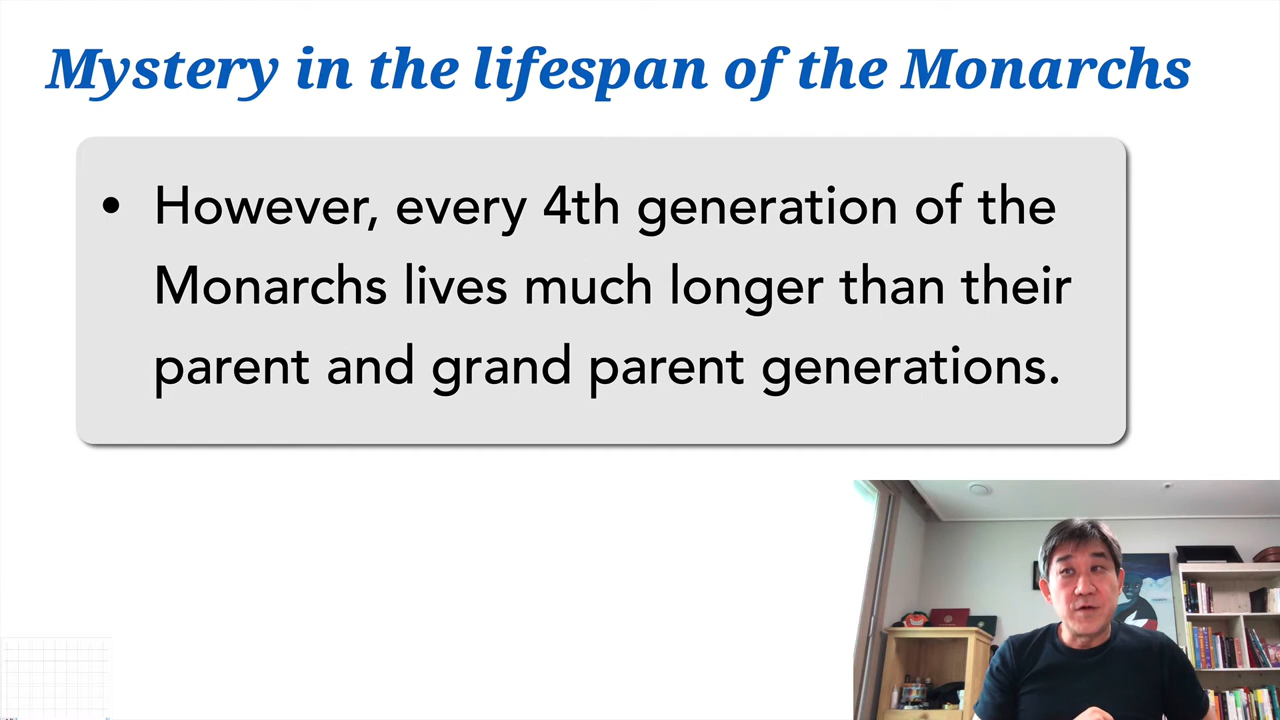 Mystery in the lifespan of the Monarchs
• However, every 4th generation of the
Monarchs lives much longer than their
parent and grand parent generations.